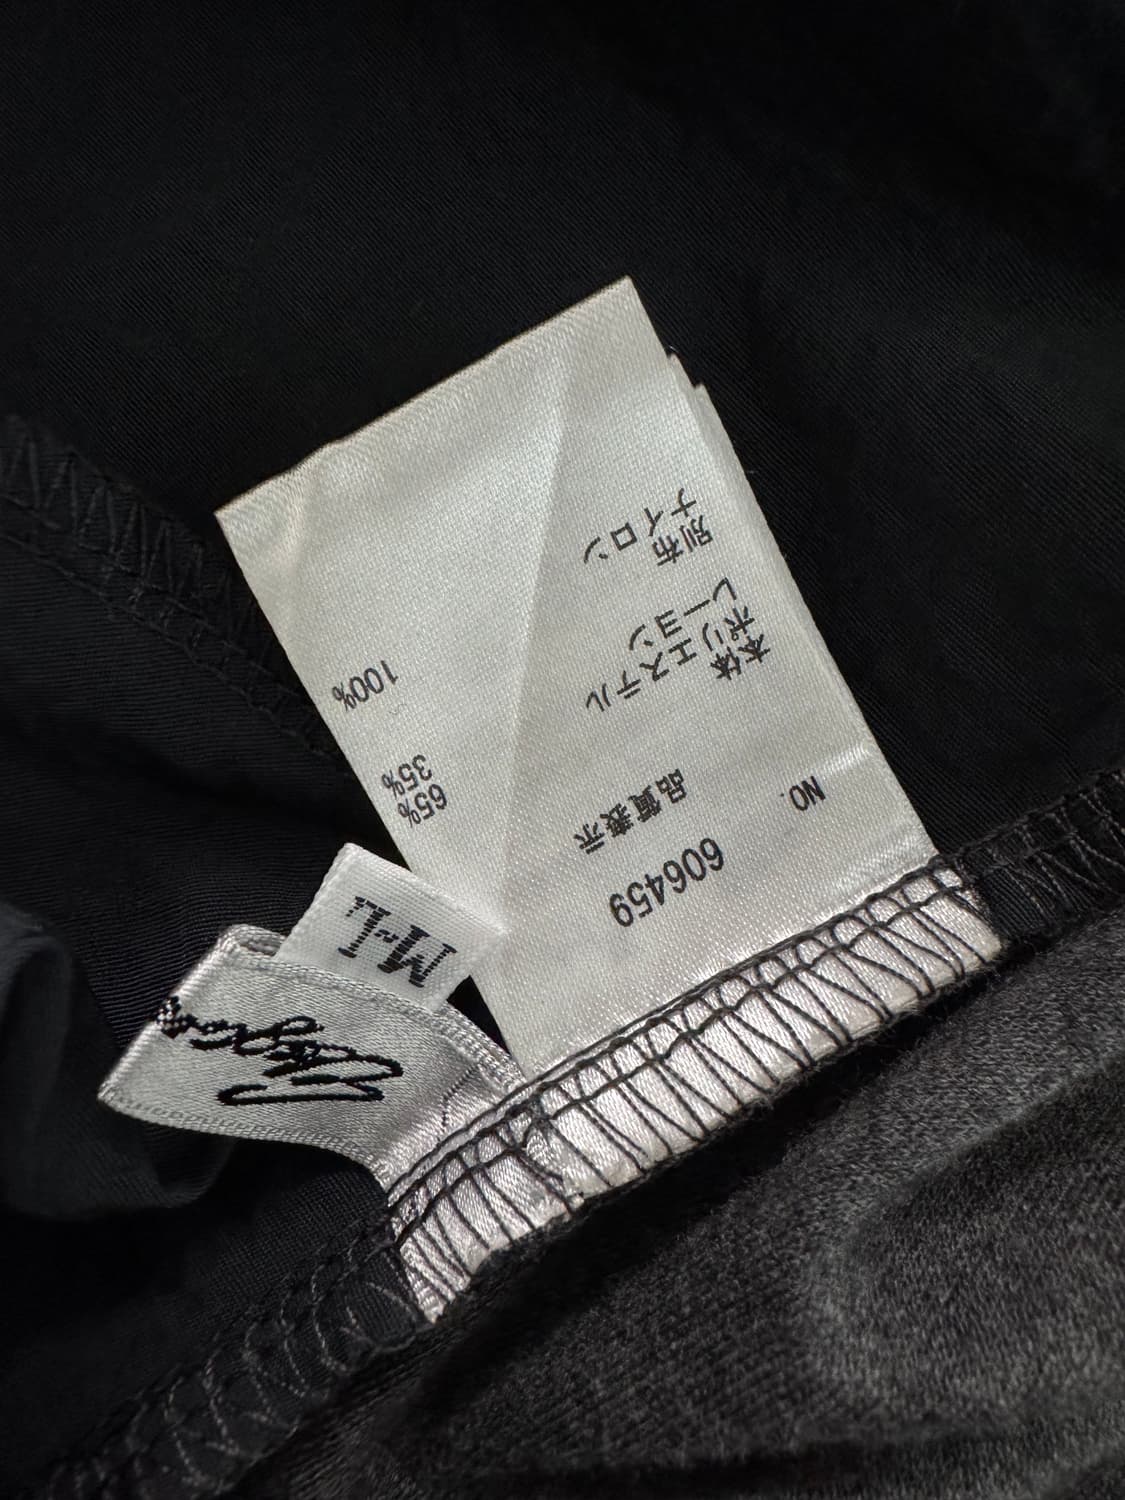 NO. 606459
品質表示
本体
ポリエステル 65%
レーヨン 35%
別布
ナイロン 100%
M-L